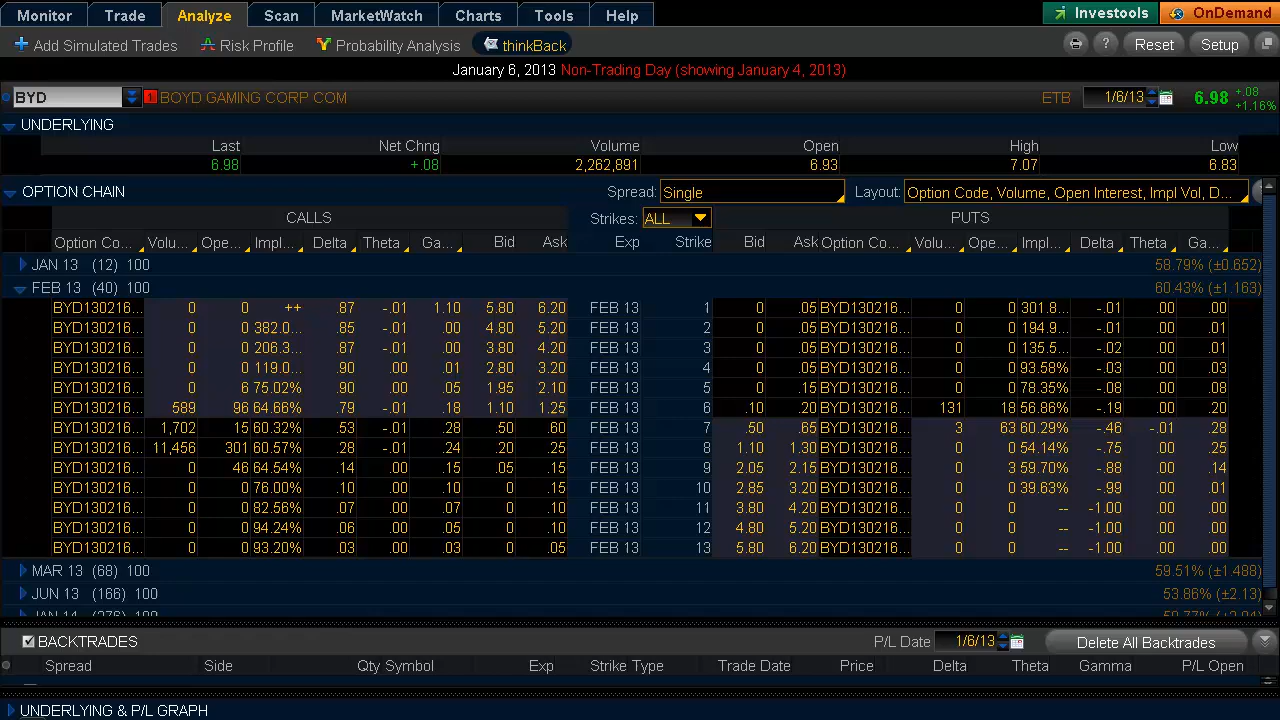 Monitor Trade Analyze Scan MarketWatch Charts Tools Help Investools OnDemand
Add Simulated Trades Risk Profile Probability Analysis thinkBack ? Reset Setup
January 6, 2013 Non-Trading Day (showing January 4, 2013)
BYD 1 BOYD GAMING CORP COM ETB 1/6/13 6.98 +.08 +1.16%
UNDERLYING
Last Net Chng Volume Open High Low
6.98 +.08 2,262,891 6.93 7.07 6.83
OPTION CHAIN Spread: Single Layout: Option Code, Volume, Open Interest, Impl Vol, D...
CALLS Strikes: ALL PUTS
Option Co... Volu... Ope... Impl... Delta Theta Ga... Bid Ask Exp Strike Bid Ask Option Co... Volu... Ope... Impl... Delta Theta Ga...
JAN 13 (12) 100 58.79% (±0.652)
FEB 13 (40) 100 60.43% (±1.163)
BYD130216... 0 0 ++ .87 -.01 1.10 5.80 6.20 FEB 13 1 0 .05 BYD130216... 0 0 301.8... -.01 .00 .00
BYD130216... 0 0 382.0... .85 -.01 .00 4.80 5.20 FEB 13 2 0 .05 BYD130216... 0 0 194.9... -.01 .00 .01
BYD130216... 0 0 206.3... .87 -.01 .00 3.80 4.20 FEB 13 3 0 .05 BYD130216... 0 0 135.5... -.02 .00 .01
BYD130216... 0 0 119.0... .90 .00 .01 2.80 3.20 FEB 13 4 0 .05 BYD130216... 0 0 93.58% -.03 .00 .03
BYD130216... 0 6 75.02% .90 .00 .05 1.95 2.10 FEB 13 5 0 .15 BYD130216... 0 0 78.35% -.08 .00 .08
BYD130216... 589 96 64.66% .79 -.01 .18 1.10 1.25 FEB 13 6 .10 .20 BYD130216... 131 18 56.86% -.19 .00 .20
BYD130216... 1,702 15 60.32% .53 -.01 .28 .50 .60 FEB 13 7 .50 .65 BYD130216... 3 63 60.29% -.46 -.01 .28
BYD130216... 11,456 301 60.57% .28 -.01 .24 .20 .25 FEB 13 8 1.10 1.30 BYD130216... 0 0 54.14% -.75 .00 .25
BYD130216... 0 46 64.54% .14 .00 .15 .05 .15 FEB 13 9 2.05 2.15 BYD130216... 0 3 59.70% -.88 .00 .14
BYD130216... 0 0 76.00% .10 .00 .10 0 .15 FEB 13 10 2.85 3.20 BYD130216... 0 0 39.63% -.99 .00 .01
BYD130216... 0 0 82.56% .07 .00 .07 0 .10 FEB 13 11 3.80 4.20 BYD130216... 0 0 -- -1.00 .00 .00
BYD130216... 0 0 94.24% .06 .00 .05 0 .10 FEB 13 12 4.80 5.20 BYD130216... 0 0 -- -1.00 .00 .00
BYD130216... 0 0 93.20% .03 .00 .03 0 .05 FEB 13 13 5.80 6.20 BYD130216... 0 0 -- -1.00 .00 .00
MAR 13 (68) 100 59.51% (±1.488)
JUN 13 (166) 100 53.86% (±2.13)
BACKTRADES P/L Date 1/6/13 Delete All Backtrades
Spread Side Qty Symbol Exp Strike Type Trade Date Price Delta Theta Gamma P/L Open
UNDERLYING & P/L GRAPH